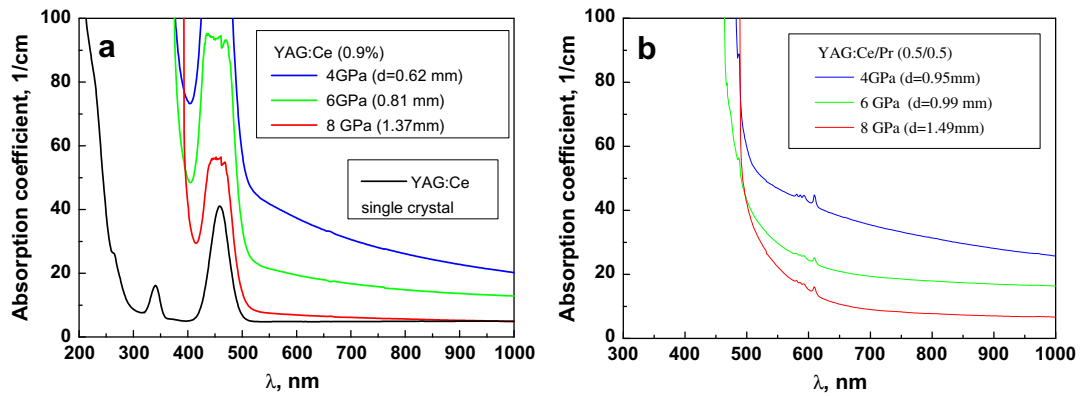 a
YAG:Ce (0.9%)
4GPa (d=0.62 mm)
6GPa (0.81 mm)
8 GPa (1.37mm)
YAG:Ce
single crystal
Absorption coefficient, 1/cm
100
80
60
40
20
0
200 300 400 500 600 700 800 900 1000
λ, nm
b
YAG:Ce/Pr (0.5/0.5)
4GPa (d=0.95mm)
6 GPa (d=0.99 mm)
8 GPa (d=1.49mm)
Absorption coefficient, 1/cm
100
80
60
40
20
0
300 400 500 600 700 800 900 1000
λ, nm